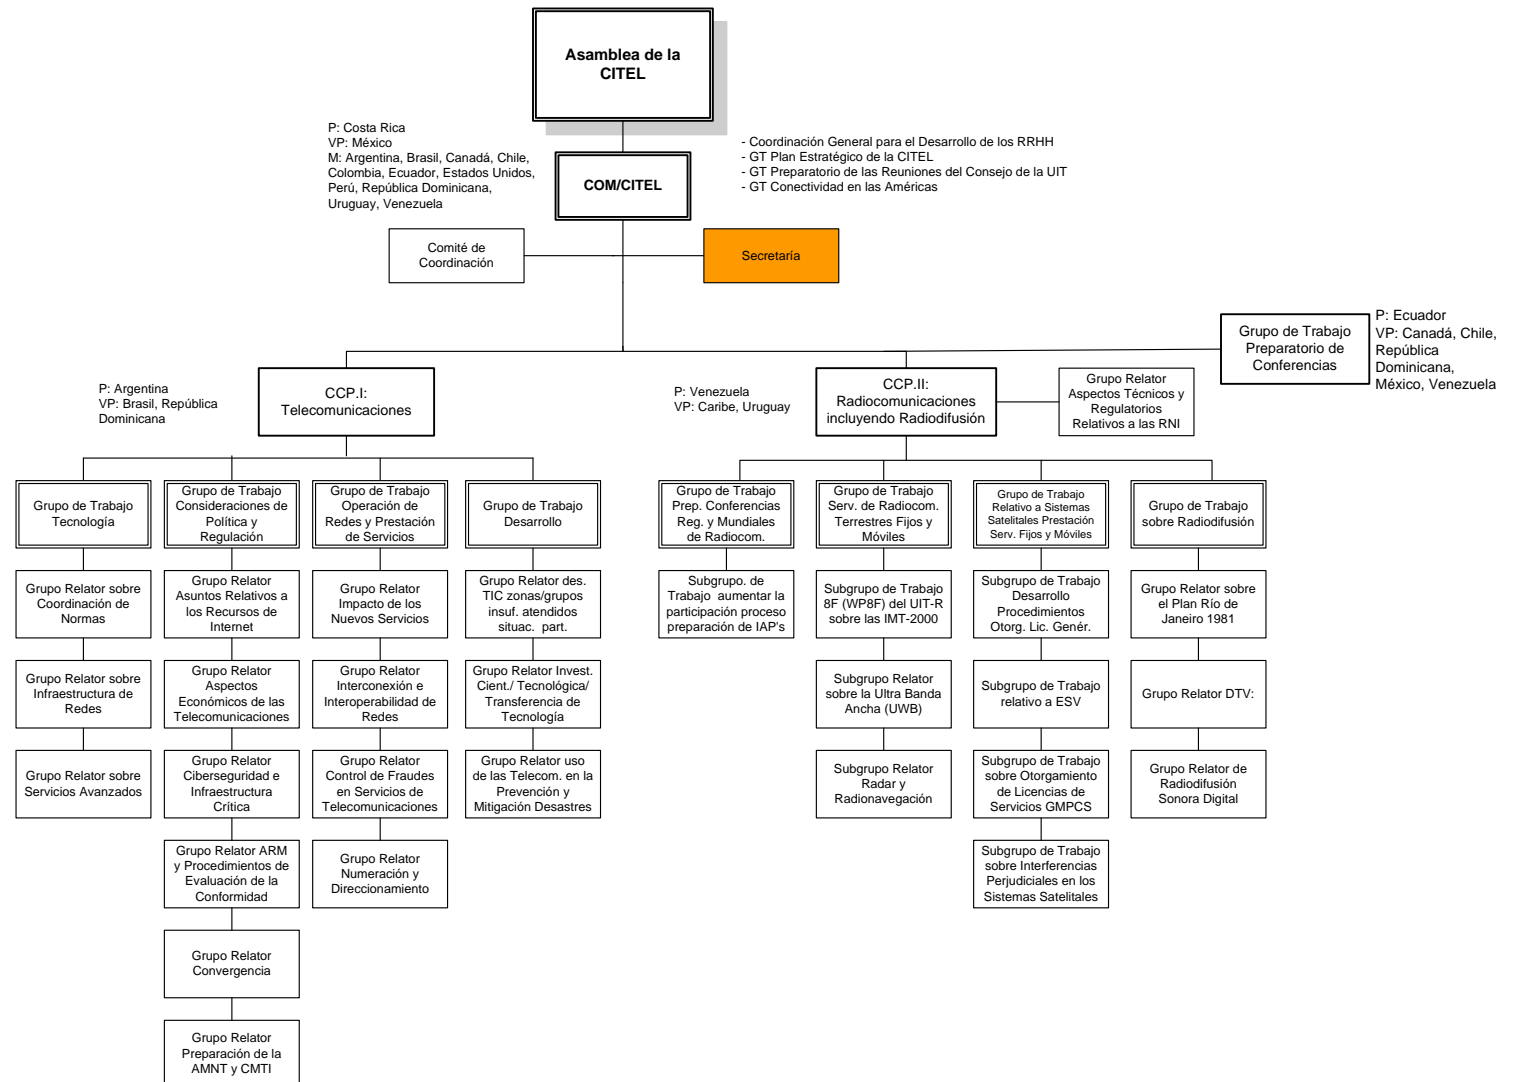 Asamblea de la
CITEL
P: Costa Rica
VP: México
M: Argentina, Brasil, Canadá, Chile,
Colombia, Ecuador, Estados Unidos,
Perú, República Dominicana,
Uruguay, Venezuela
COM/CITEL
- Coordinación General para el Desarrollo de los RRHH
- GT Plan Estratégico de la CITEL
- GT Preparatorio de las Reuniones del Consejo de la UIT
- GT Conectividad en las Américas
Comité de
Coordinación
Secretaría
Grupo de Trabajo
Preparatorio de
Conferencias
P: Ecuador
VP: Canadá, Chile,
República
Dominicana,
México, Venezuela
P: Argentina
VP: Brasil, República
Dominicana
CCP.I:
Telecomunicaciones
P: Venezuela
VP: Caribe, Uruguay
CCP.II:
Radiocomunicaciones
incluyendo Radiodifusión
Grupo Relator
Aspectos Técnicos y
Regulatorios
Relativos a las RNI
Grupo de Trabajo
Tecnología
Grupo de Trabajo
Consideraciones de
Política y
Regulación
Grupo de Trabajo
Operación de
Redes y Prestación
de Servicios
Grupo de Trabajo
Desarrollo
Grupo de Trabajo
Prep. Conferencias
Reg. y Mundiales
de Radiocom.
Grupo de Trabajo
Serv. de Radiocom.
Terrestres Fijos y
Móviles
Grupo de Trabajo
Relativo a Sistemas
Satelitales Prestación
Serv. Fijos y Móviles
Grupo de Trabajo
sobre Radiodifusión
Grupo Relator sobre
Coordinación de
Normas
Grupo Relator
Asuntos Relativos a
los Recursos de
Internet
Grupo Relator
Impacto de los
Nuevos Servicios
Grupo Relator des.
TIC zonas/grupos
insuf. atendidos
situac. part.
Subgrupo. de
Trabajo aumentar la
participación proceso
preparación de IAP's
Subgrupo de Trabajo
8F (WP8F) del UIT-R
sobre las IMT-2000
Subgrupo de Trabajo
Desarrollo
Procedimientos
Otorg. Lic. Genér.
Grupo Relator sobre
el Plan Río de
Janeiro 1981
Grupo Relator sobre
Infraestructura de
Redes
Grupo Relator
Aspectos
Económicos de las
Telecomunicaciones
Grupo Relator
Interconexión e
Interoperabilidad de
Redes
Grupo Relator Invest.
Cient./ Tecnológica/
Transferencia de
Tecnología
Subgrupo Relator
sobre la Ultra Banda
Ancha (UWB)
Subgrupo de Trabajo
relativo a ESV
Grupo Relator DTV:
Grupo Relator sobre
Servicios Avanzados
Grupo Relator
Ciberseguridad e
Infraestructura
Crítica
Grupo Relator
Control de Fraudes
en Servicios de
Telecomunicaciones
Grupo Relator uso
de las Telecom. en la
Prevención y
Mitigación Desastres
Subgrupo Relator
Radar y
Radionavegación
Subgrupo de Trabajo
sobre Otorgamiento
de Licencias de
Servicios GMPCS
Grupo Relator de
Radiodifusión
Sonora Digital
Grupo Relator ARM
y Procedimientos de
Evaluación de la
Conformidad
Grupo Relator
Numeración y
Direccionamiento
Subgrupo de Trabajo
sobre Interferencias
Perjudiciales en los
Sistemas Satelitales
Grupo Relator
Convergencia
Grupo Relator
Preparación de la
AMNT y CMTI